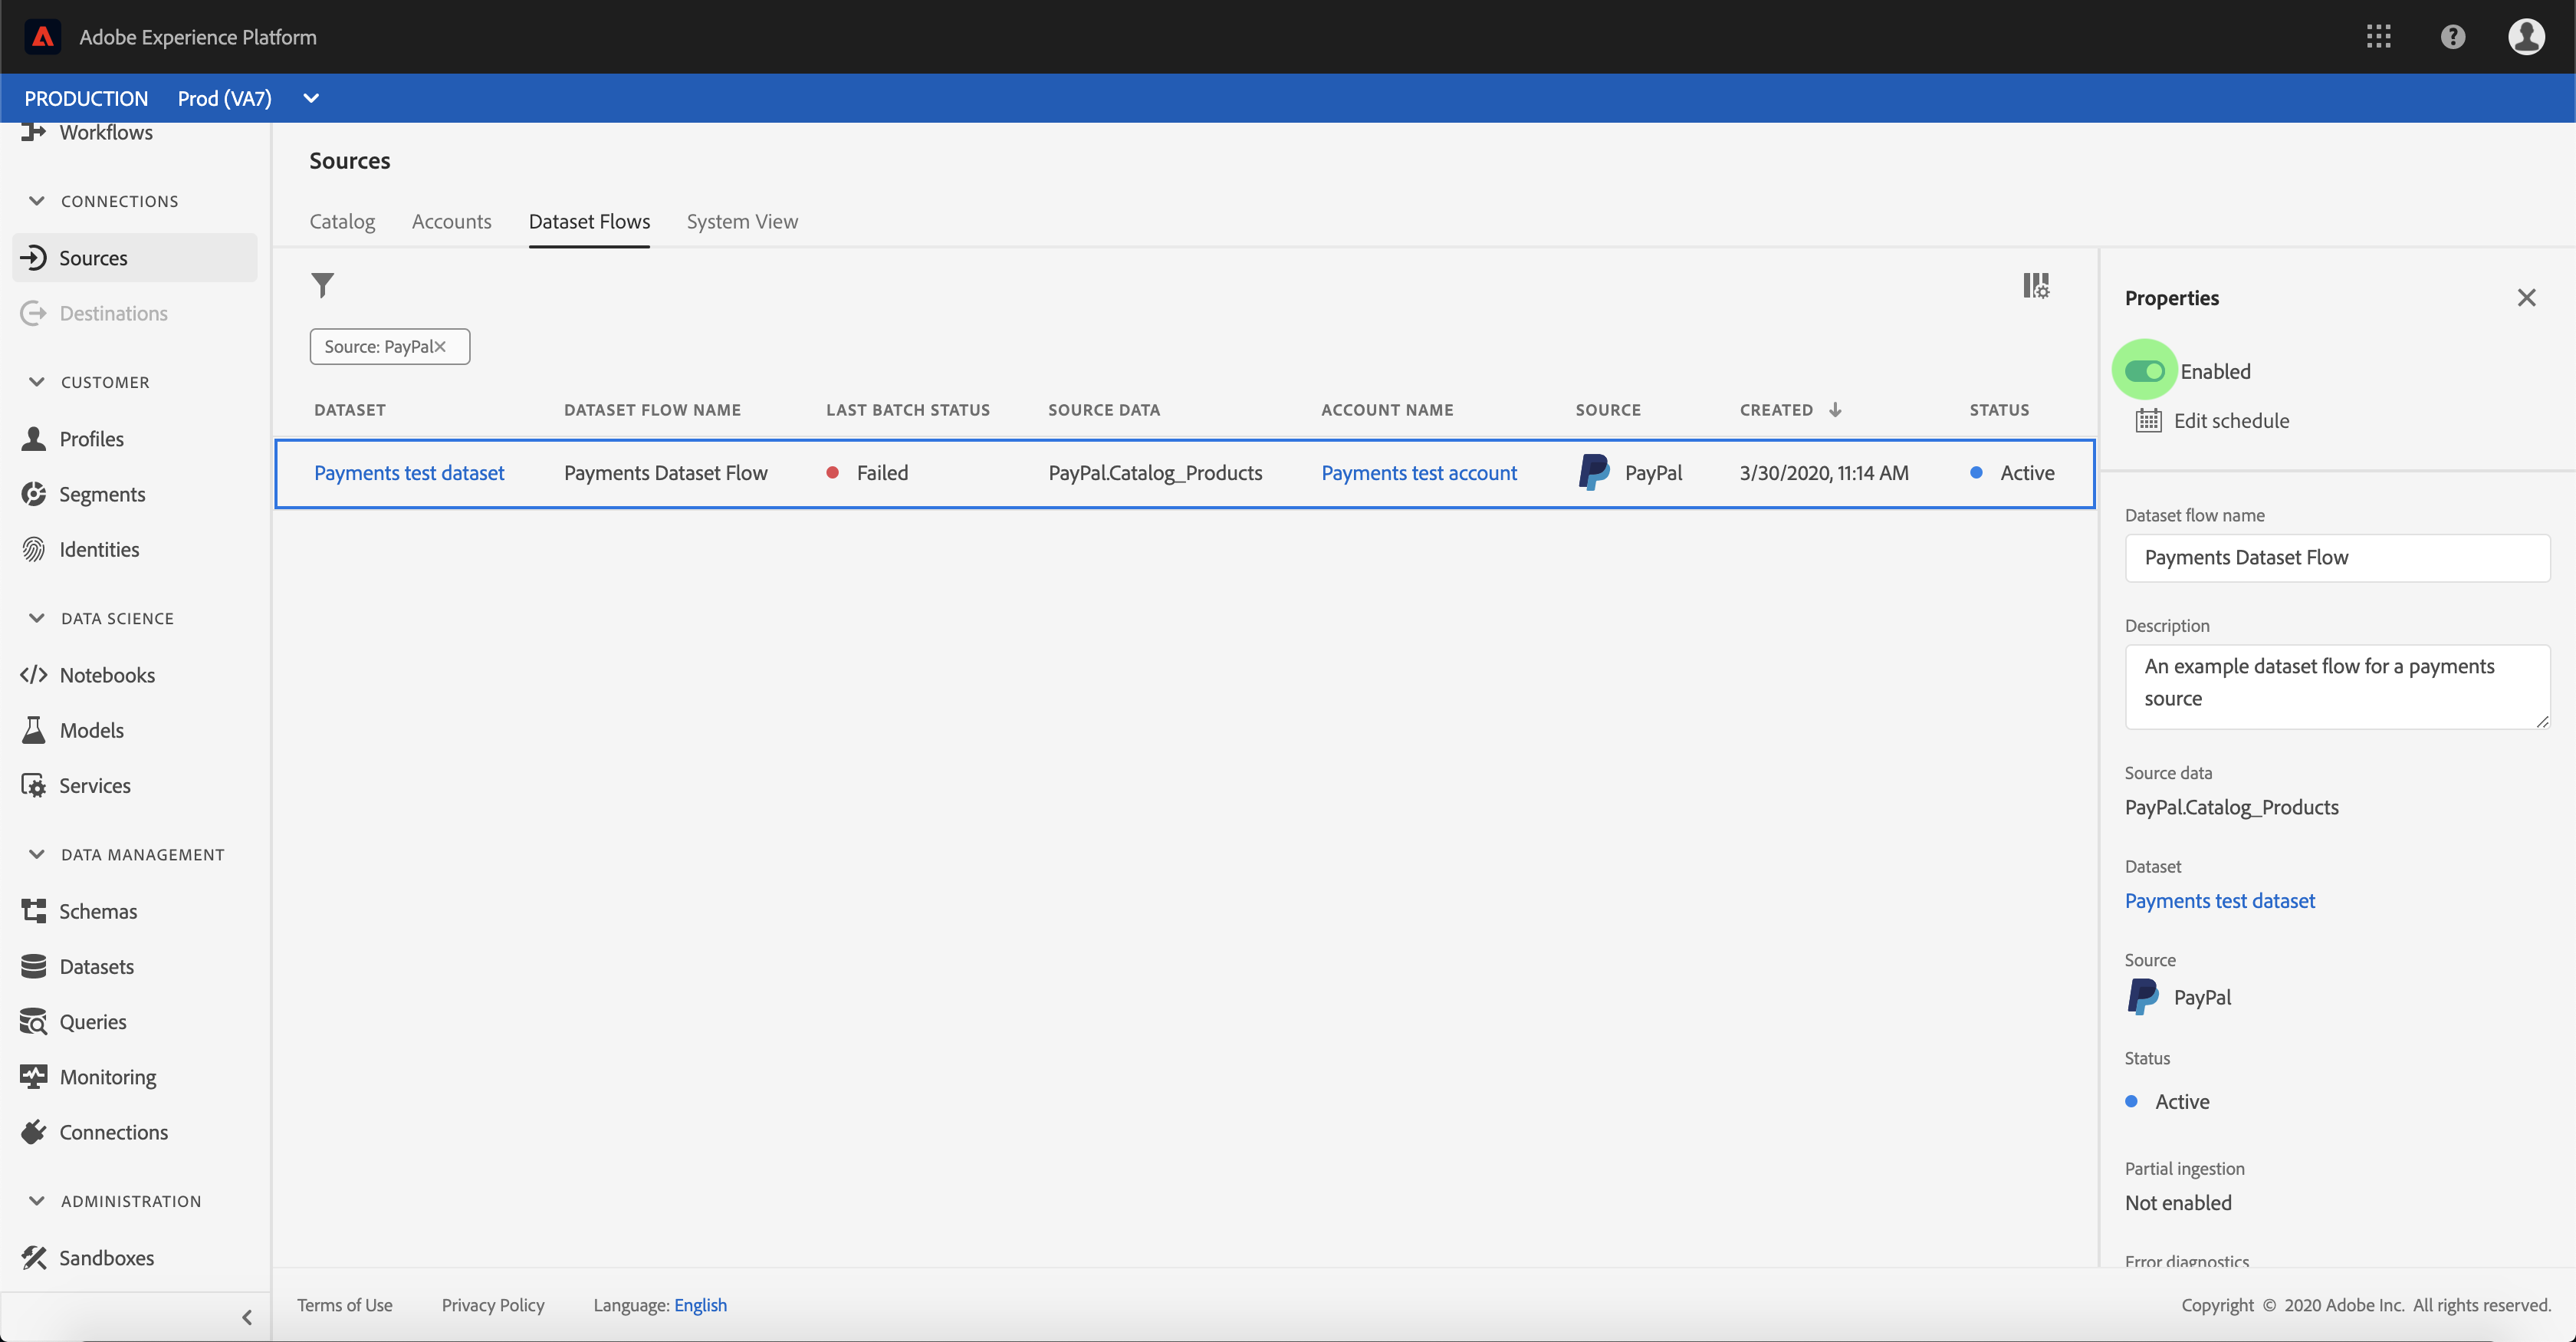 Adobe Experience Platform
PRODUCTION Prod (VA7)
Workflows
CONNECTIONS
Sources
Destinations
CUSTOMER
Profiles
Segments
Identities
DATA SCIENCE
Notebooks
Models
Services
DATA MANAGEMENT
Schemas
Datasets
Queries
Monitoring
Connections
ADMINISTRATION
Sandboxes
Sources
Catalog Accounts Dataset Flows System View
Source: PayPal
DATASET DATASET FLOW NAME LAST BATCH STATUS SOURCE DATA ACCOUNT NAME SOURCE CREATED STATUS
Payments test dataset Payments Dataset Flow Failed PayPal.Catalog_Products Payments test account PayPal 3/30/2020, 11:14 AM Active
Properties
Enabled
Edit schedule
Dataset flow name
Payments Dataset Flow
Description
An example dataset flow for a payments
source
Source data
PayPal.Catalog_Products
Dataset
Payments test dataset
Source
PayPal
Status
Active
Partial ingestion
Not enabled
Error diagnostics
Terms of Use Privacy Policy Language: English
Copyright © 2020 Adobe Inc. All rights reserved.